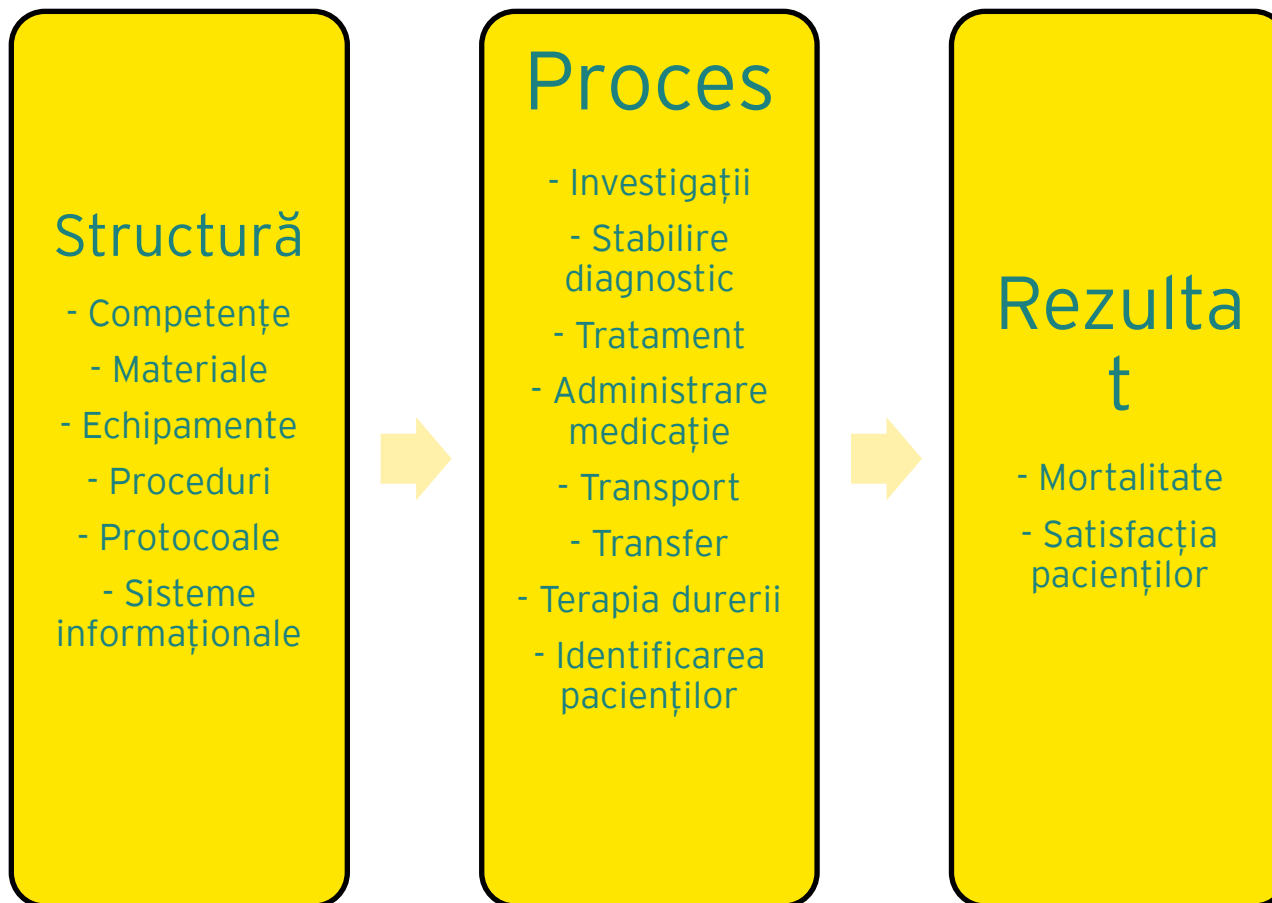 Structură
- Competențe
- Materiale
- Echipamente
- Proceduri
- Protocoale
- Sisteme
informaționale
Proces
- Investigații
- Stabilire
diagnostic
- Tratament
- Administrare
medicație
- Transport
- Transfer
- Terapia durerii
- Identificarea
pacienților
Rezulta
t
- Mortalitate
- Satisfacția
pacienților